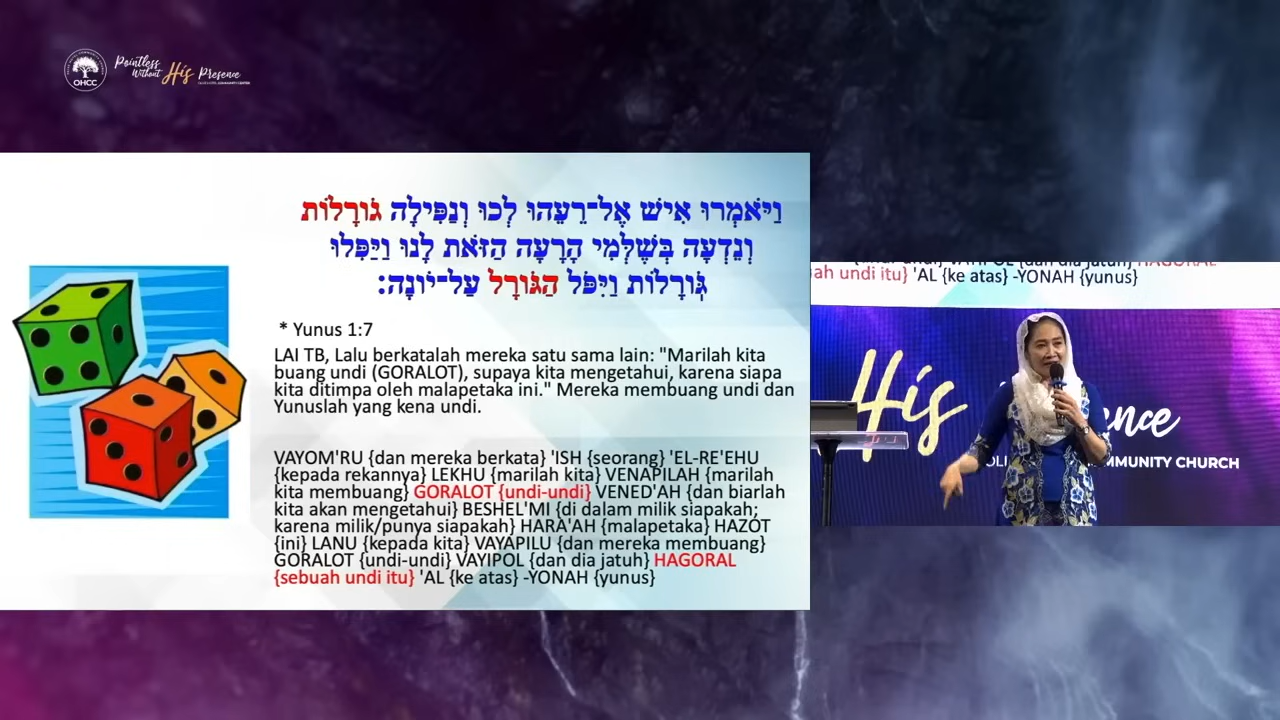 OHCC
Pointless
Without His Presence
וַיֹּאמְרוּ אִישׁ אֶל־רֵעֵהוּ לְכוּ וְנַפִּילָה גוֹרָלוֹת
וְנֵדְעָה בְּשֶׁלְּמִי הָרָעָה הַזֹּאת לָנוּ וַיַּפִּלוּ
גּוֹרָלוֹת וַיִּפֹּל הַגּוֹרָל עַל־יוֹנָה׃
* Yunus 1:7
LAI TB, Lalu berkatalah mereka satu sama lain: "Marilah kita
buang undi (GORALOT), supaya kita mengetahui, karena siapa
kita ditimpa oleh malapetaka ini." Mereka membuang undi dan
Yunuslah yang kena undi.
VAYOM'RU {dan mereka berkata} 'ISH {seorang} 'EL-RE'EHU
{kepada rekannya} LEKHU {marilah kita} VENAPILAH {marilah
kita membuang} GORALOT {undi-undi} VENED'AH {dan biarlah
kita akan mengetahui} BESHEL'MI {di dalam milik siapakah;
karena milik/punya siapakah} HARA'AH {malapetaka} HAZOT
{ini} LANU {kepada kita} VAYAPILU {dan mereka membuang}
GORALOT {undi-undi} VAYIPOL {dan dia jatuh} HAGORAL
{sebuah undi itu} 'AL {ke atas} -YONAH {yunus}
ah undi itu} 'AL {ke atas} -YONAH {yunus}
His
ence
MMUNITY CHURCH